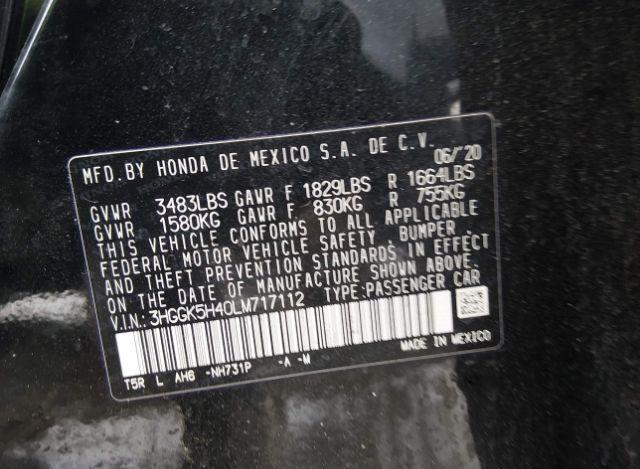 MFD.BY HONDA DE MEXICO S.A. DE C.V.
06/'20
GVWR 3483LBS GAWR F 1829LBS R 1664LBS
GVWR 1580KG GAWR F 830KG R 755KG
THIS VEHICLE CONFORMS TO ALL APPLICABLE
FEDERAL MOTOR VEHICLE SAFETY, BUMPER,
AND THEFT PREVENTION STANDARDS IN EFFECT
ON THE DATE OF MANUFACTURE SHOWN ABOVE.
V.I.N.: 3HGGK5H40LM717112 TYPE:PASSENGER CAR
T5R L AH6 -NH731P -A -M MADE IN MEXICO